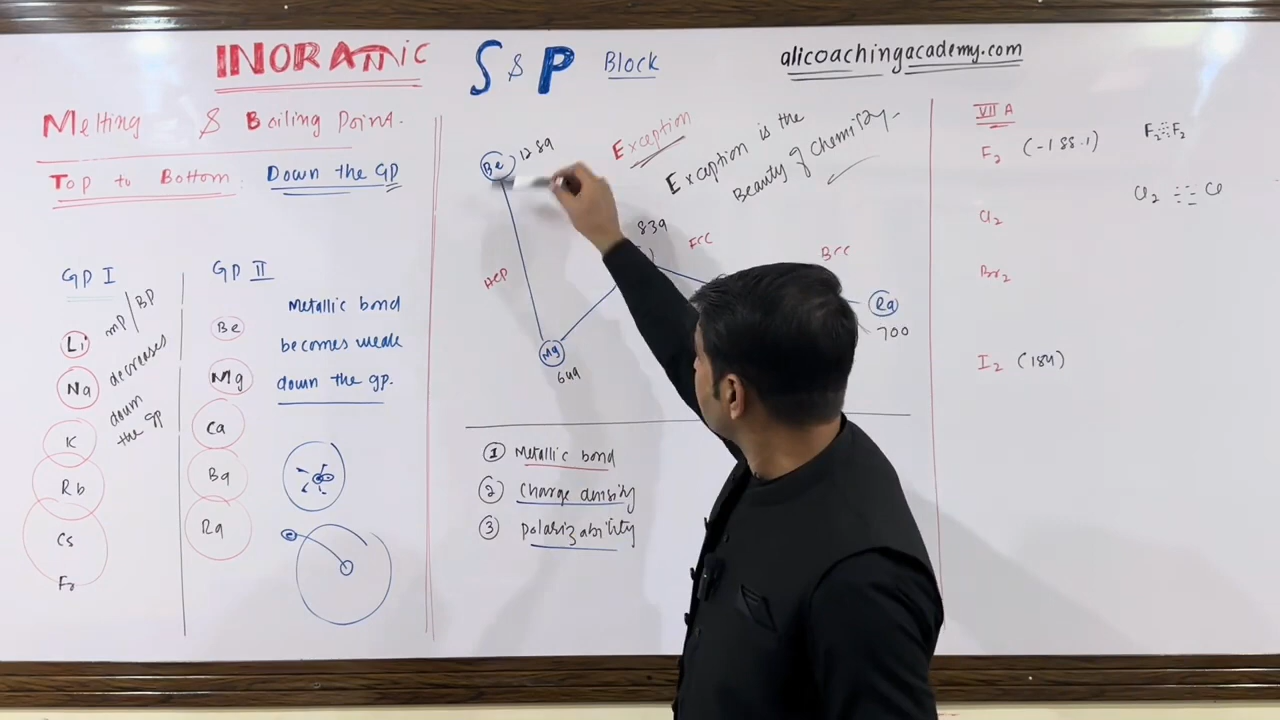 INORANIC S & P Block
alicoachingacademy.com
Melting & Boiling Point.
Top to Bottom: Down the GP
GP I
mP/BP
decreases
down
the gp
Li
Na
K
Rb
Cs
Fr
GP II
Be
Mg
Ca
Ba
Ra
Metallic bond
becomes weak
down the gp.
Be 1289
HCP
Mg
649
839
FCC
BCC
Ra
700
Exception
Exception is the
Beauty of Chemistry.
① Metallic bond
② Charge density
③ Polarizability
VII A
F2 (-188.1)
Cl2
Br2
I2 (184)
F2 F2
Cl2 Cl